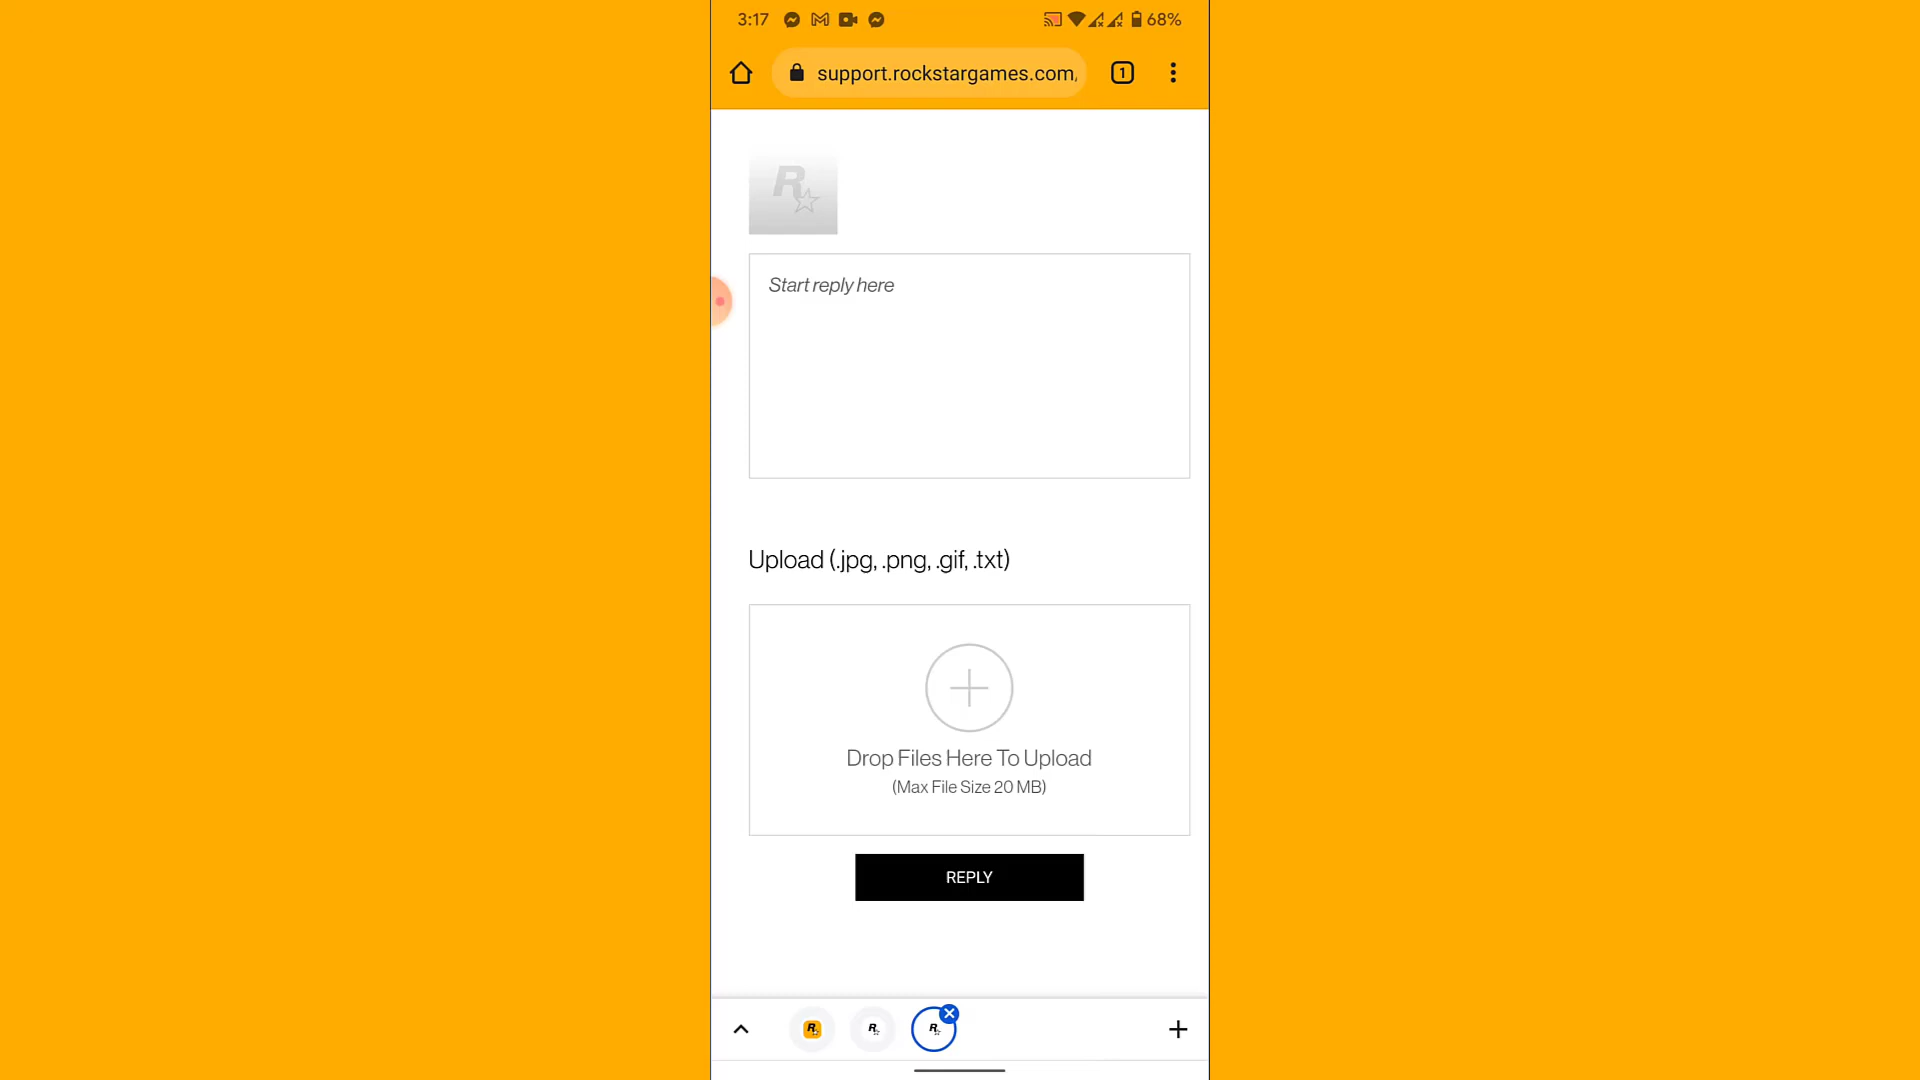 3:17
68%
support.rockstargames.com,
1
R
Start reply here
Upload (.jpg, .png, .gif, .txt)
Drop Files Here To Upload
(Max File Size 20 MB)
REPLY
R R R